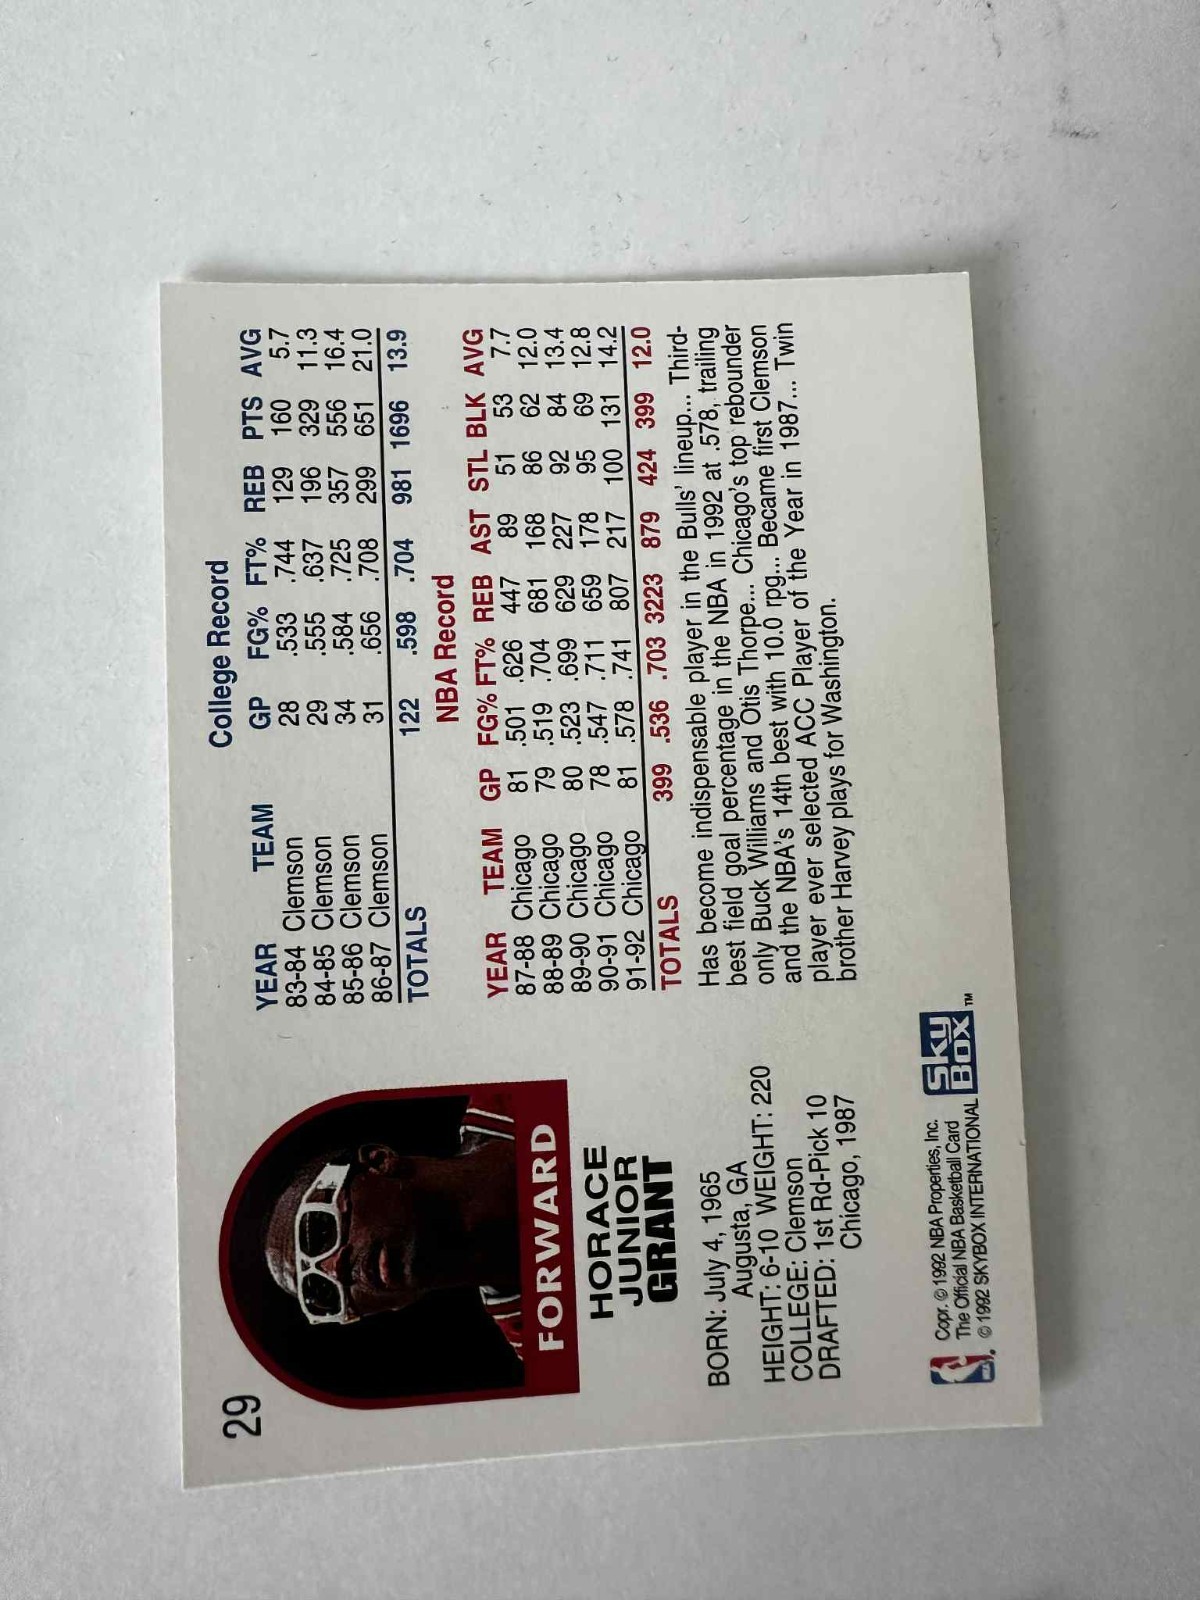 29
FORWARD
HORACE
JUNIOR
GRANT
BORN: July 4, 1965
Augusta, GA
HEIGHT: 6-10 WEIGHT: 220
COLLEGE: Clemson
DRAFTED: 1st Rd-Pick 10
Chicago, 1987
College Record
YEAR TEAM GP FG% FT% REB PTS AVG
83-84 Clemson 28 .533 .744 129 160 5.7
84-85 Clemson 29 .555 .637 196 329 11.3
85-86 Clemson 34 .584 .725 357 556 16.4
86-87 Clemson 31 .656 .708 299 651 21.0
TOTALS 122 .598 .704 981 1696 13.9
NBA Record
YEAR TEAM GP FG% FT% REB AST STL BLK AVG
87-88 Chicago 81 .501 .626 447 89 51 53 7.7
88-89 Chicago 79 .519 .704 681 168 86 62 12.0
89-90 Chicago 80 .523 .699 629 227 92 84 13.4
90-91 Chicago 78 .547 .711 659 178 95 69 12.8
91-92 Chicago 81 .578 .741 807 217 100 131 14.2
TOTALS 399 .536 .703 3223 879 424 399 12.0
Has become indispensable player in the Bulls' lineup... Third-
best field goal percentage in the NBA in 1992 at .578, trailing
only Buck Williams and Otis Thorpe... Chicago's top rebounder
and the NBA's 14th best with 10.0 rpg... Became first Clemson
player ever selected ACC Player of the Year in 1987... Twin
brother Harvey plays for Washington.
NBA
Copr. © 1992 NBA Properties, Inc.
The Official NBA Basketball Card
© 1992 SKYBOX INTERNATIONAL
Sky
Box
™